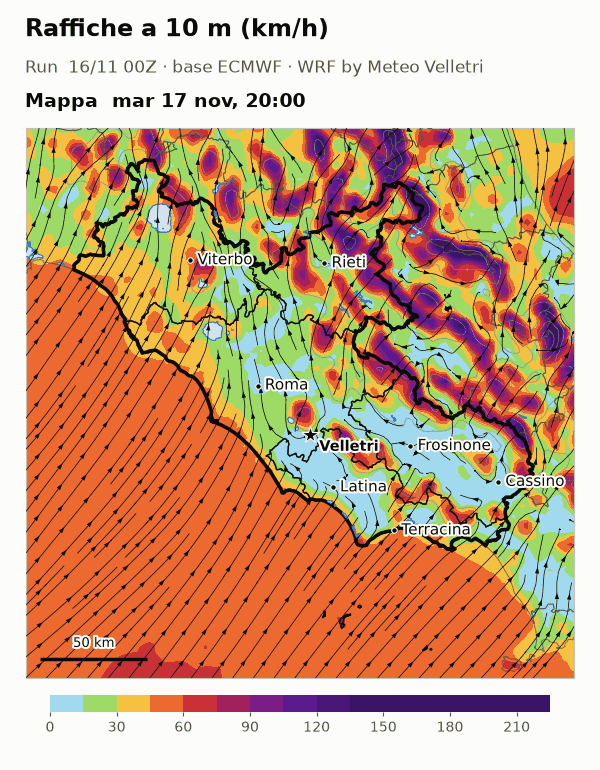 Raffiche a 10 m (km/h)
Run 16/11 00Z · base ECMWF · WRF by Meteo Velletri
Mappa mar 17 nov, 20:00
Viterbo
Rieti
Roma
Velletri
Frosinone
Latina
Cassino
Terracina
50 km
0 30 60 90 120 150 180 210